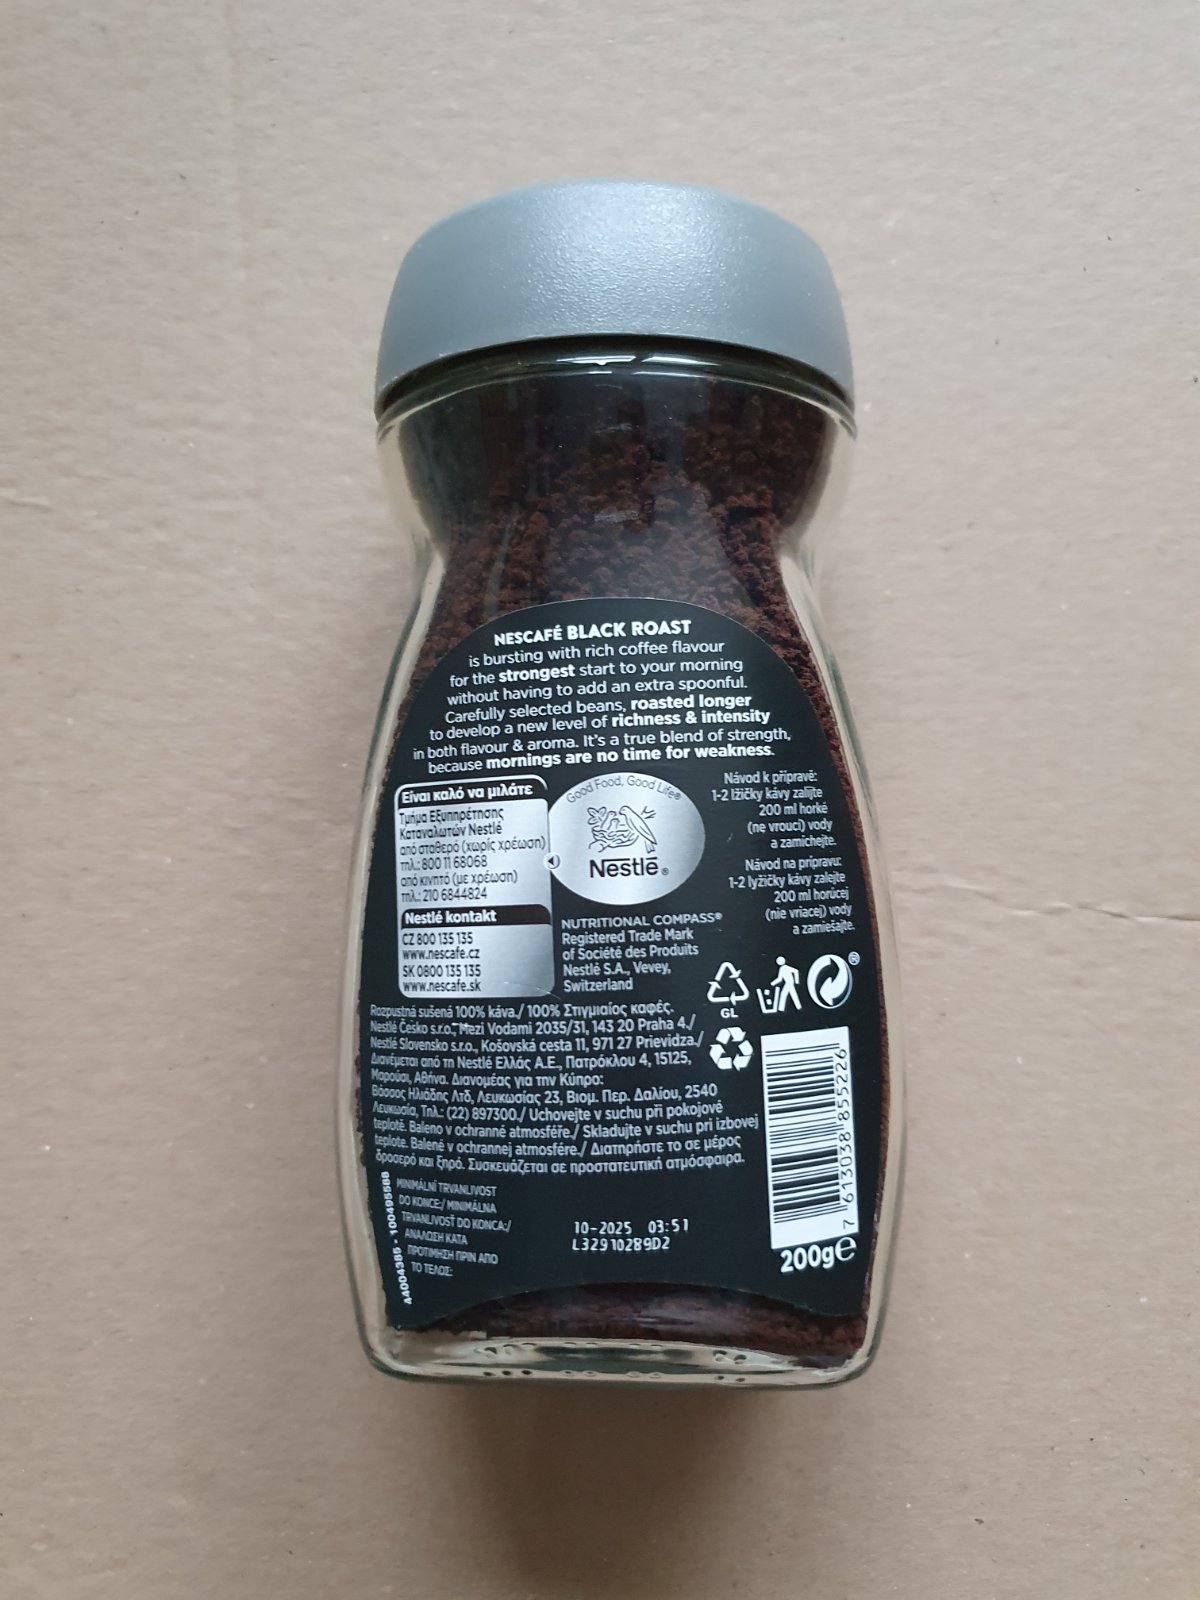 NESCAFÉ BLACK ROAST
is bursting with rich coffee flavour
for the strongest start to your morning
without having to add an extra spoonful.
Carefully selected beans, roasted longer
to develop a new level of richness & intensity
in both flavour & aroma. It's a true blend of strength,
because mornings are no time for weakness.
Είναι καλό να μιλάτε
Τμήμα Εξυπηρέτησης
Καταναλωτών Nestlé
από σταθερό (χωρίς χρέωση)
τηλ.: 800 11 68068
από κινητό (με χρέωση)
τηλ.: 210 6844824
Nestlé kontakt
CZ 800 135 135
www.nescafe.cz
SK 0800 135 135
www.nescafe.sk
Good Food, Good Life®
Nestlé®
NUTRITIONAL COMPASS®
Registered Trade Mark
of Société des Produits
Nestlé S.A., Vevey,
Switzerland
Návod k přípravě:
1-2 lžičky kávy zalijte
200 ml horké
(ne vroucí) vody
a zamíchejte.
Návod na prípravu:
1-2 lyžičky kávy zalejte
200 ml horúcej
(nie vriacej) vody
a zamiešajte.
GL
®
Rozpustná sušená 100% káva./ 100% Στιγμιαίος καφές.
Nestlé Česko s.r.o., Mezi Vodami 2035/31, 143 20 Praha 4./
Nestlé Slovensko s.r.o., Košovská cesta 11, 971 27 Prievidza./
Διανέμεται από τη Nestlé Ελλάς Α.Ε., Πατρόκλου 4, 15125,
Μαρούσι, Αθήνα. Διανομέας για την Κύπρο:
Βάσσος Ηλιάδης Λτδ, Λευκωσίας 23, Βιομ. Περ. Δαλίου, 2540
Λευκωσία, Τηλ.: (22) 897300./ Uchovejte v suchu při pokojové
teplotě. Baleno v ochranné atmosféře./ Skladujte v suchu pri izbovej
teplote. Balené v ochrannej atmosfére./ Διατηρήστε το σε μέρος
δροσερό και ξηρό. Συσκευάζεται σε προστατευτική ατμόσφαιρα.
MINIMÁLNÍ TRVANLIVOST
DO KONCE:/ MINIMÁLNA
TRVANLIVOSŤ DO KONCA:/
ΑΝΑΛΩΣΗ ΚΑΤΑ
ΠΡΟΤΙΜΗΣΗ ΠΡΙΝ ΑΠΟ
ΤΟ ΤΕΛΟΣ:
44004385 - 100495588
10-2025 03:51
L32910289D2
7 613038 855226
200g℮